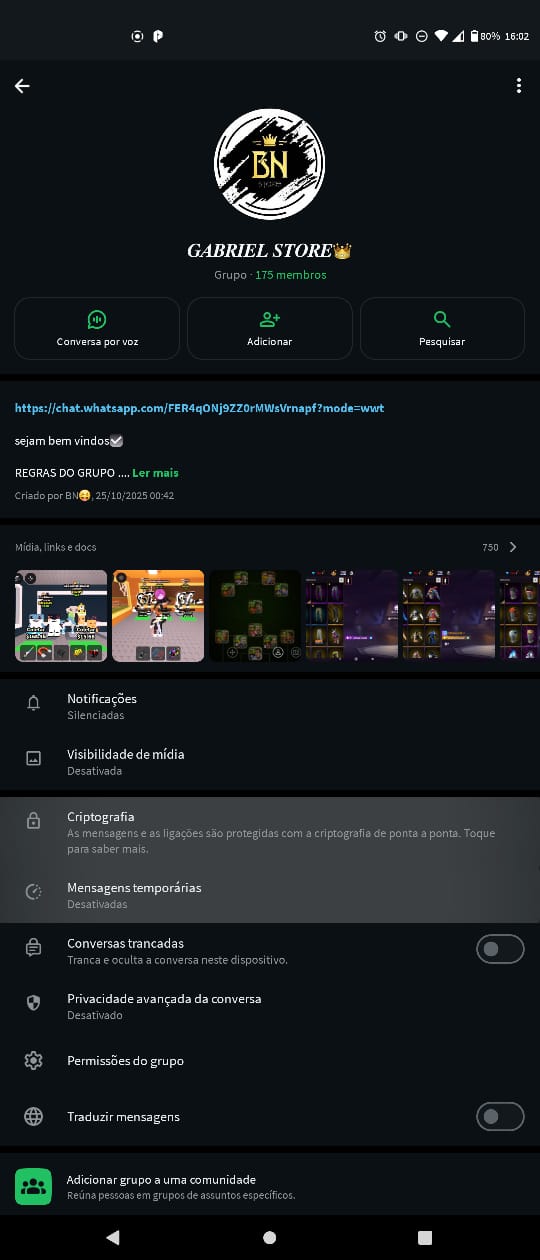 80% 16:02
BN
GABRIEL STORE👑
Grupo · 175 membros
Conversa por voz
Adicionar
Pesquisar
https://chat.whatsapp.com/FER4qONj9ZZ0rMWsVrnapf?mode=wwt
sejam bem vindos☑️
REGRAS DO GRUPO .... Ler mais
Criado por BN😄, 25/10/2025 00:42
Mídia, links e docs
750
Notificações
Silenciadas
Visibilidade de mídia
Desativada
Criptografia
As mensagens e as ligações são protegidas com a criptografia de ponta a ponta. Toque
para saber mais.
Mensagens temporárias
Desativadas
Conversas trancadas
Tranca e oculta a conversa neste dispositivo.
Privacidade avançada da conversa
Desativado
Permissões do grupo
Traduzir mensagens
Adicionar grupo a uma comunidade
Reúna pessoas em grupos de assuntos específicos.